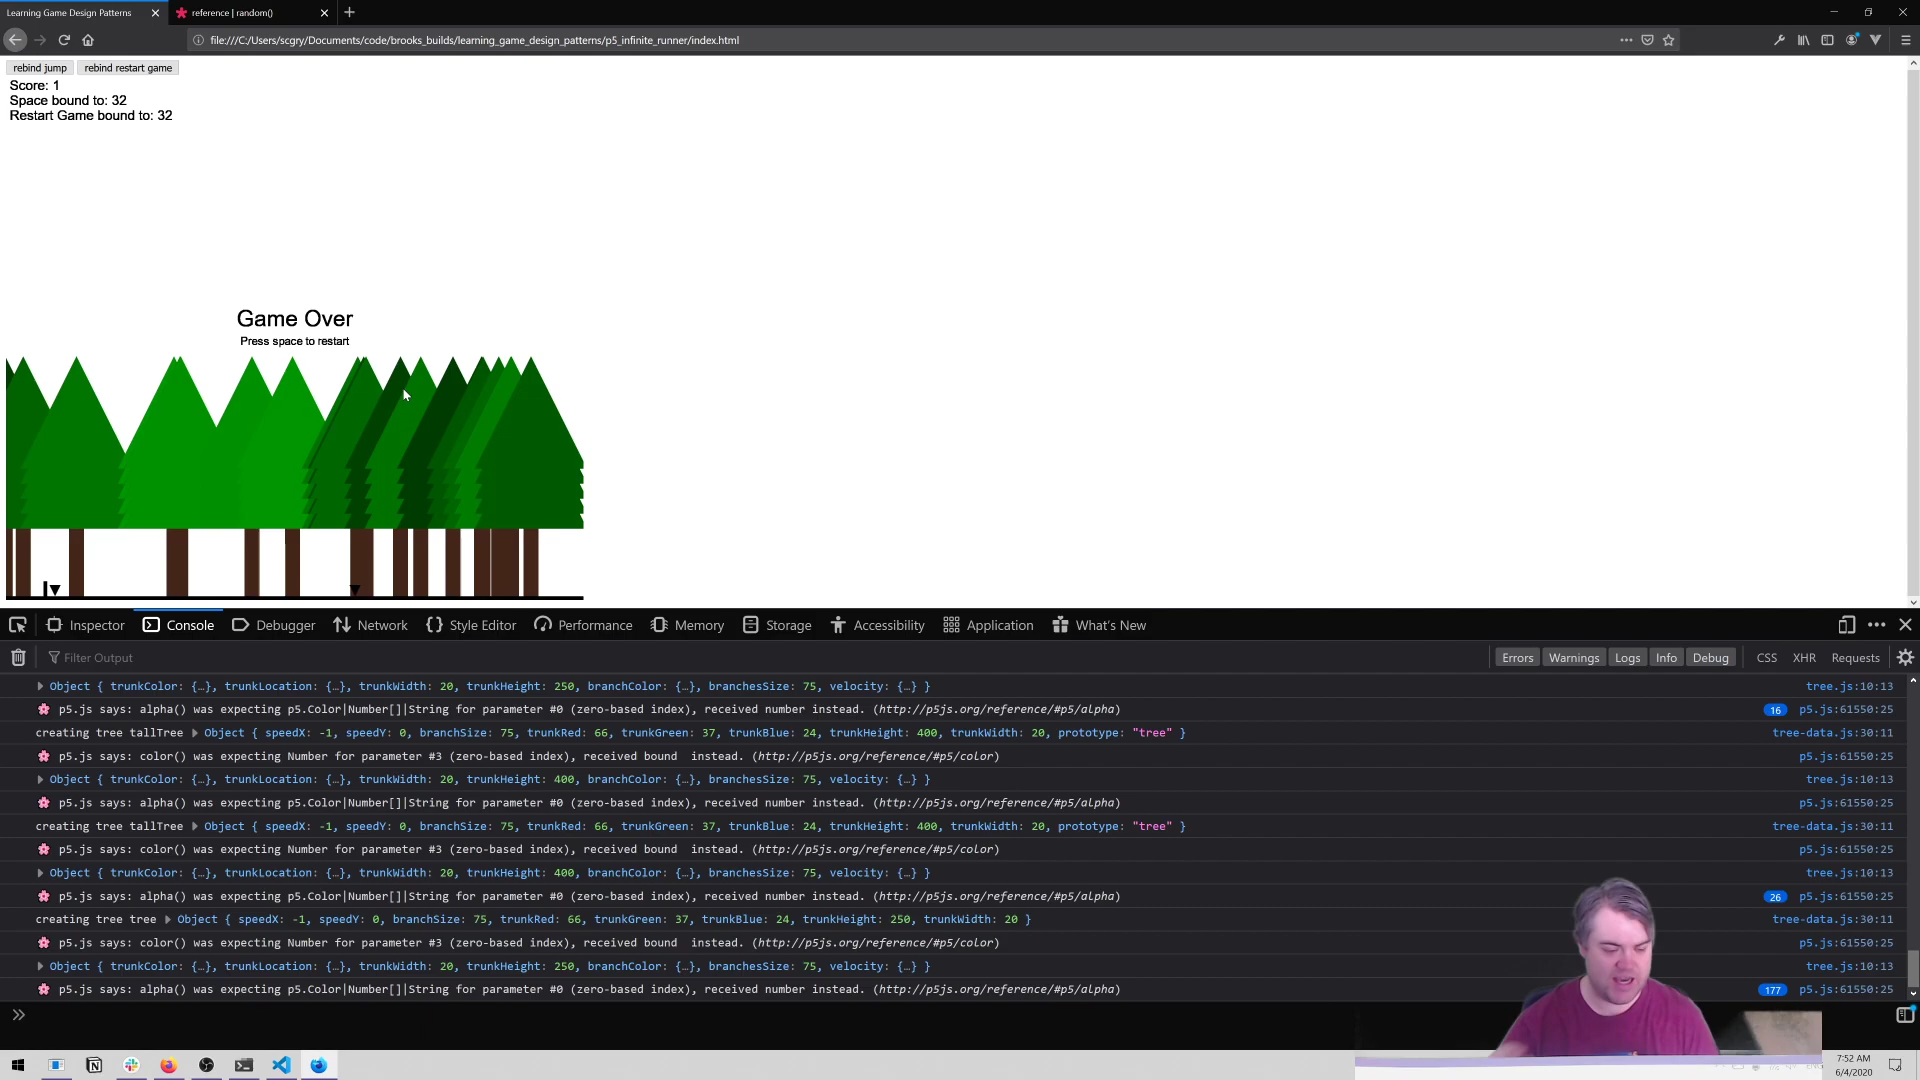 Learning Game Design Patterns
reference | random()
file:///C:/Users/scgry/Documents/code/brooks_builds/learning_game_design_patterns/p5_infinite_runner/index.html
rebind jump rebind restart game
Score: 1
Space bound to: 32
Restart Game bound to: 32
Game Over
Press space to restart
Inspector Console Debugger Network Style Editor Performance Memory Storage Accessibility Application What's New
Filter Output Errors Warnings Logs Info Debug CSS XHR Requests
Object { trunkColor: {…}, trunkLocation: {…}, trunkWidth: 20, trunkHeight: 250, branchColor: {…}, branchesSize: 75, velocity: {…} } tree.js:10:13
p5.js says: alpha() was expecting p5.Color|Number[]|String for parameter #0 (zero-based index), received number instead. (http://p5js.org/reference/#p5/alpha) 16 p5.js:61550:25
creating tree tallTree Object { speedX: -1, speedY: 0, branchSize: 75, trunkRed: 66, trunkGreen: 37, trunkBlue: 24, trunkHeight: 400, trunkWidth: 20, prototype: "tree" } tree-data.js:30:11
p5.js says: color() was expecting Number for parameter #3 (zero-based index), received bound  instead. (http://p5js.org/reference/#p5/color) p5.js:61550:25
Object { trunkColor: {…}, trunkLocation: {…}, trunkWidth: 20, trunkHeight: 400, branchColor: {…}, branchesSize: 75, velocity: {…} } tree.js:10:13
p5.js says: alpha() was expecting p5.Color|Number[]|String for parameter #0 (zero-based index), received number instead. (http://p5js.org/reference/#p5/alpha) p5.js:61550:25
creating tree tallTree Object { speedX: -1, speedY: 0, branchSize: 75, trunkRed: 66, trunkGreen: 37, trunkBlue: 24, trunkHeight: 400, trunkWidth: 20, prototype: "tree" } tree-data.js:30:11
p5.js says: color() was expecting Number for parameter #3 (zero-based index), received bound  instead. (http://p5js.org/reference/#p5/color) p5.js:61550:25
Object { trunkColor: {…}, trunkLocation: {…}, trunkWidth: 20, trunkHeight: 400, branchColor: {…}, branchesSize: 75, velocity: {…} } tree.js:10:13
p5.js says: alpha() was expecting p5.Color|Number[]|String for parameter #0 (zero-based index), received number instead. (http://p5js.org/reference/#p5/alpha) 26 p5.js:61550:25
creating tree tree Object { speedX: -1, speedY: 0, branchSize: 75, trunkRed: 66, trunkGreen: 37, trunkBlue: 24, trunkHeight: 250, trunkWidth: 20 } tree-data.js:30:11
p5.js says: color() was expecting Number for parameter #3 (zero-based index), received bound  instead. (http://p5js.org/reference/#p5/color) p5.js:61550:25
Object { trunkColor: {…}, trunkLocation: {…}, trunkWidth: 20, trunkHeight: 250, branchColor: {…}, branchesSize: 75, velocity: {…} } tree.js:10:13
p5.js says: alpha() was expecting p5.Color|Number[]|String for parameter #0 (zero-based index), received number instead. (http://p5js.org/reference/#p5/alpha) 177 p5.js:61550:25
7:52 AM
6/4/2020